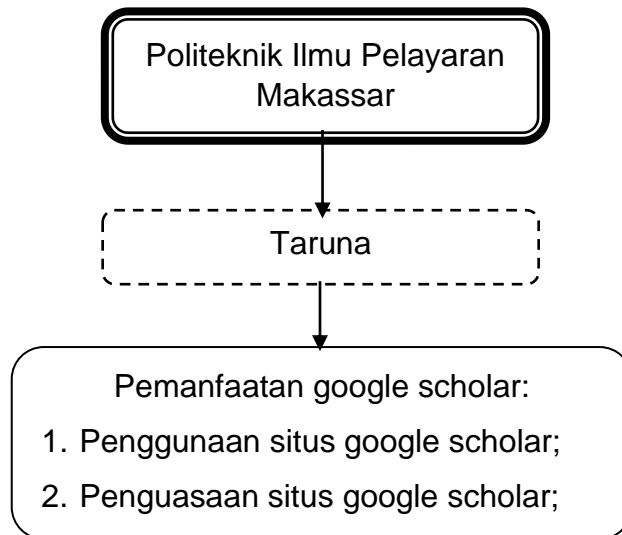 Politeknik Ilmu Pelayaran
Makassar
Taruna
Pemanfaatan google scholar:
1. Penggunaan situs google scholar;
2. Penguasaan situs google scholar;